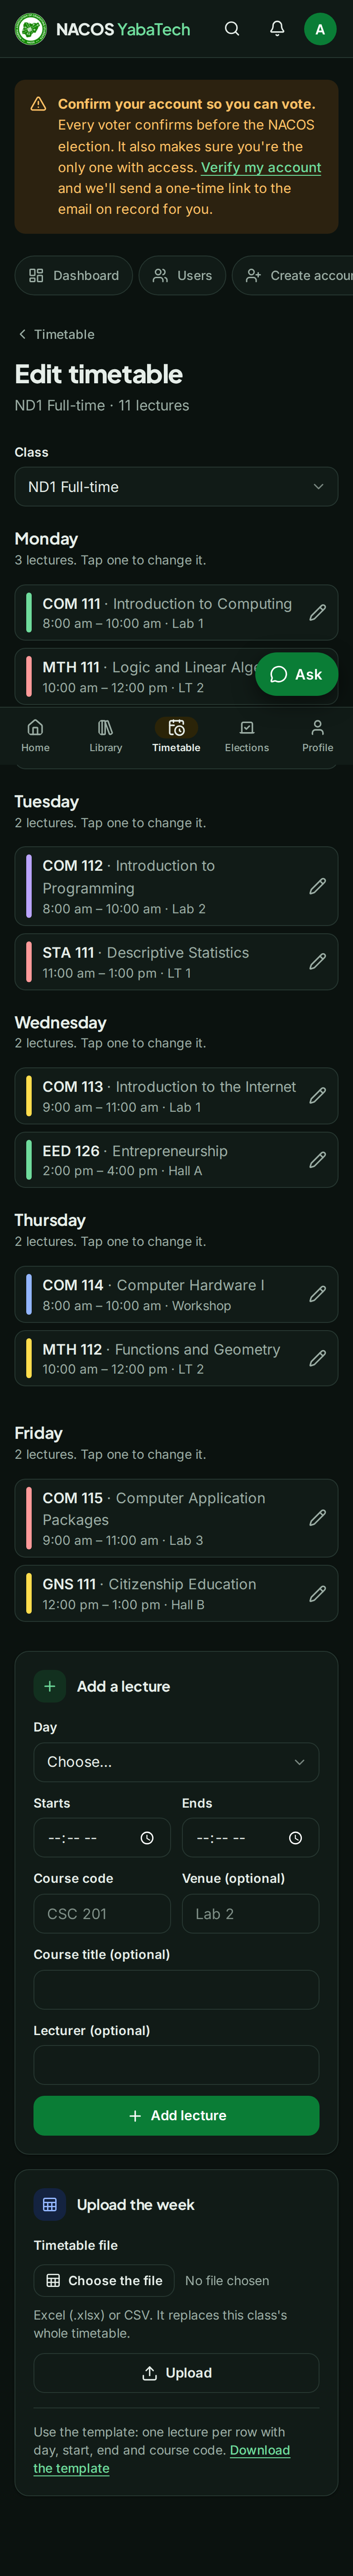 NACOS YabaTech
A
Confirm your account so you can vote.
Every voter confirms before the NACOS
election. It also makes sure you're the
only one with access. Verify my account
and we'll send a one-time link to the
email on record for you.
Dashboard
Users
Create accour
Timetable
Edit timetable
ND1 Full-time · 11 lectures
Class
ND1 Full-time
Monday
3 lectures. Tap one to change it.
COM 111 · Introduction to Computing
8:00 am – 10:00 am · Lab 1
MTH 111 · Logic and Linear Alge
10:00 am – 12:00 pm · LT 2
Ask
Home
Library
Timetable
Elections
Profile
Tuesday
2 lectures. Tap one to change it.
COM 112 · Introduction to
Programming
8:00 am – 10:00 am · Lab 2
STA 111 · Descriptive Statistics
11:00 am – 1:00 pm · LT 1
Wednesday
2 lectures. Tap one to change it.
COM 113 · Introduction to the Internet
9:00 am – 11:00 am · Lab 1
EED 126 · Entrepreneurship
2:00 pm – 4:00 pm · Hall A
Thursday
2 lectures. Tap one to change it.
COM 114 · Computer Hardware I
8:00 am – 10:00 am · Workshop
MTH 112 · Functions and Geometry
10:00 am – 12:00 pm · LT 2
Friday
2 lectures. Tap one to change it.
COM 115 · Computer Application
Packages
9:00 am – 11:00 am · Lab 3
GNS 111 · Citizenship Education
12:00 pm – 1:00 pm · Hall B
Add a lecture
Day
Choose...
Starts
Ends
--:-- --
--:-- --
Course code
Venue (optional)
CSC 201
Lab 2
Course title (optional)
Lecturer (optional)
Add lecture
Upload the week
Timetable file
Choose the file
No file chosen
Excel (.xlsx) or CSV. It replaces this class's
whole timetable.
Upload
Use the template: one lecture per row with
day, start, end and course code. Download
the template